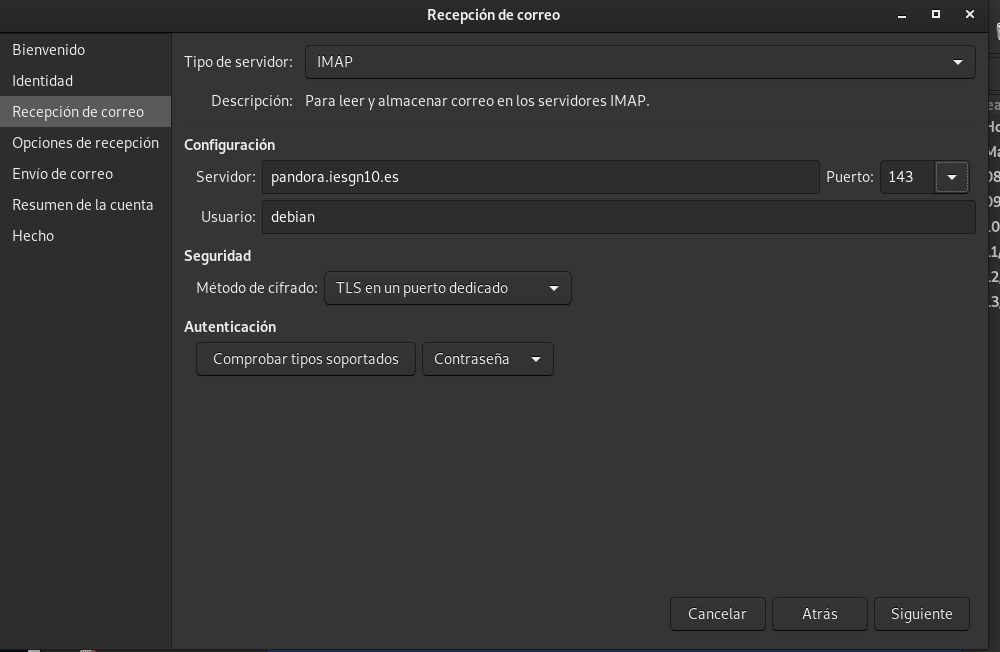 Recepción de correo
Bienvenido
Identidad
Recepción de correo
Opciones de recepción
Envío de correo
Resumen de la cuenta
Hecho
Tipo de servidor: IMAP
Descripción: Para leer y almacenar correo en los servidores IMAP.
Configuración
Servidor: pandora.iesgn10.es Puerto: 143
Usuario: debian
Seguridad
Método de cifrado: TLS en un puerto dedicado
Autenticación
Comprobar tipos soportados Contraseña
Cancelar Atrás Siguiente